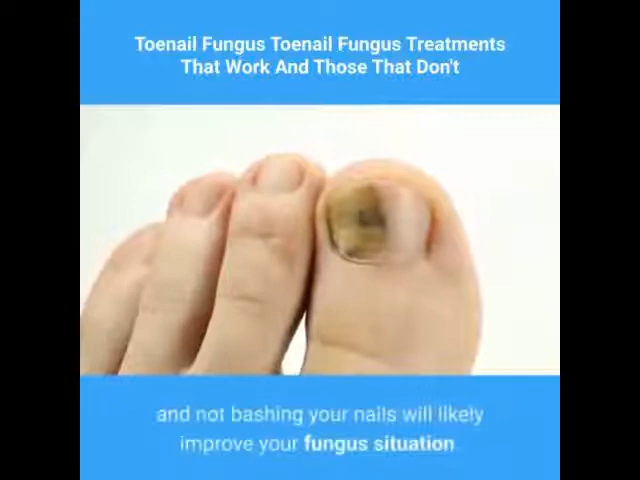 Toenail Fungus Toenail Fungus Treatments
That Work And Those That Don't
and not bashing your nails will likely
improve your fungus situation